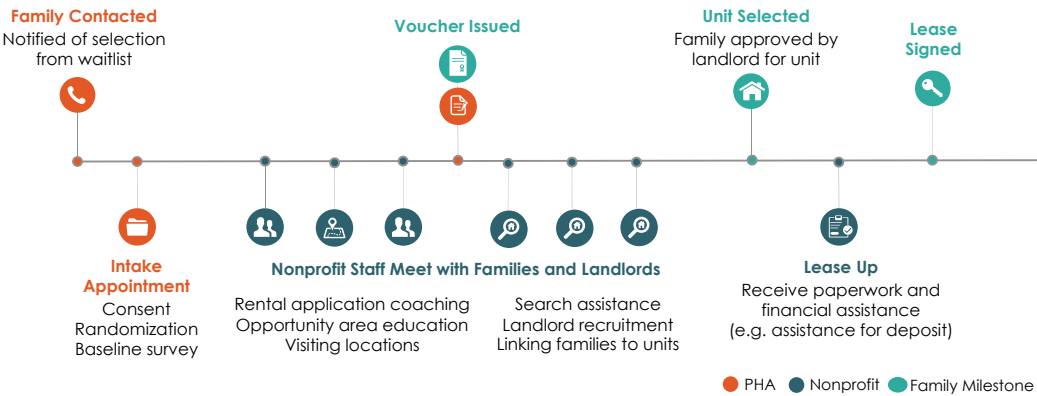 Family Contacted
Notified of selection
from waitlist
Voucher Issued
Unit Selected
Family approved by
landlord for unit
Lease
Signed
Intake
Appointment
Consent
Randomization
Baseline survey
Nonprofit Staff Meet with Families and Landlords
Rental application coaching
Opportunity area education
Visiting locations
Search assistance
Landlord recruitment
Linking families to units
Lease Up
Receive paperwork and
financial assistance
(e.g. assistance for deposit)
PHA Nonprofit Family Milestone